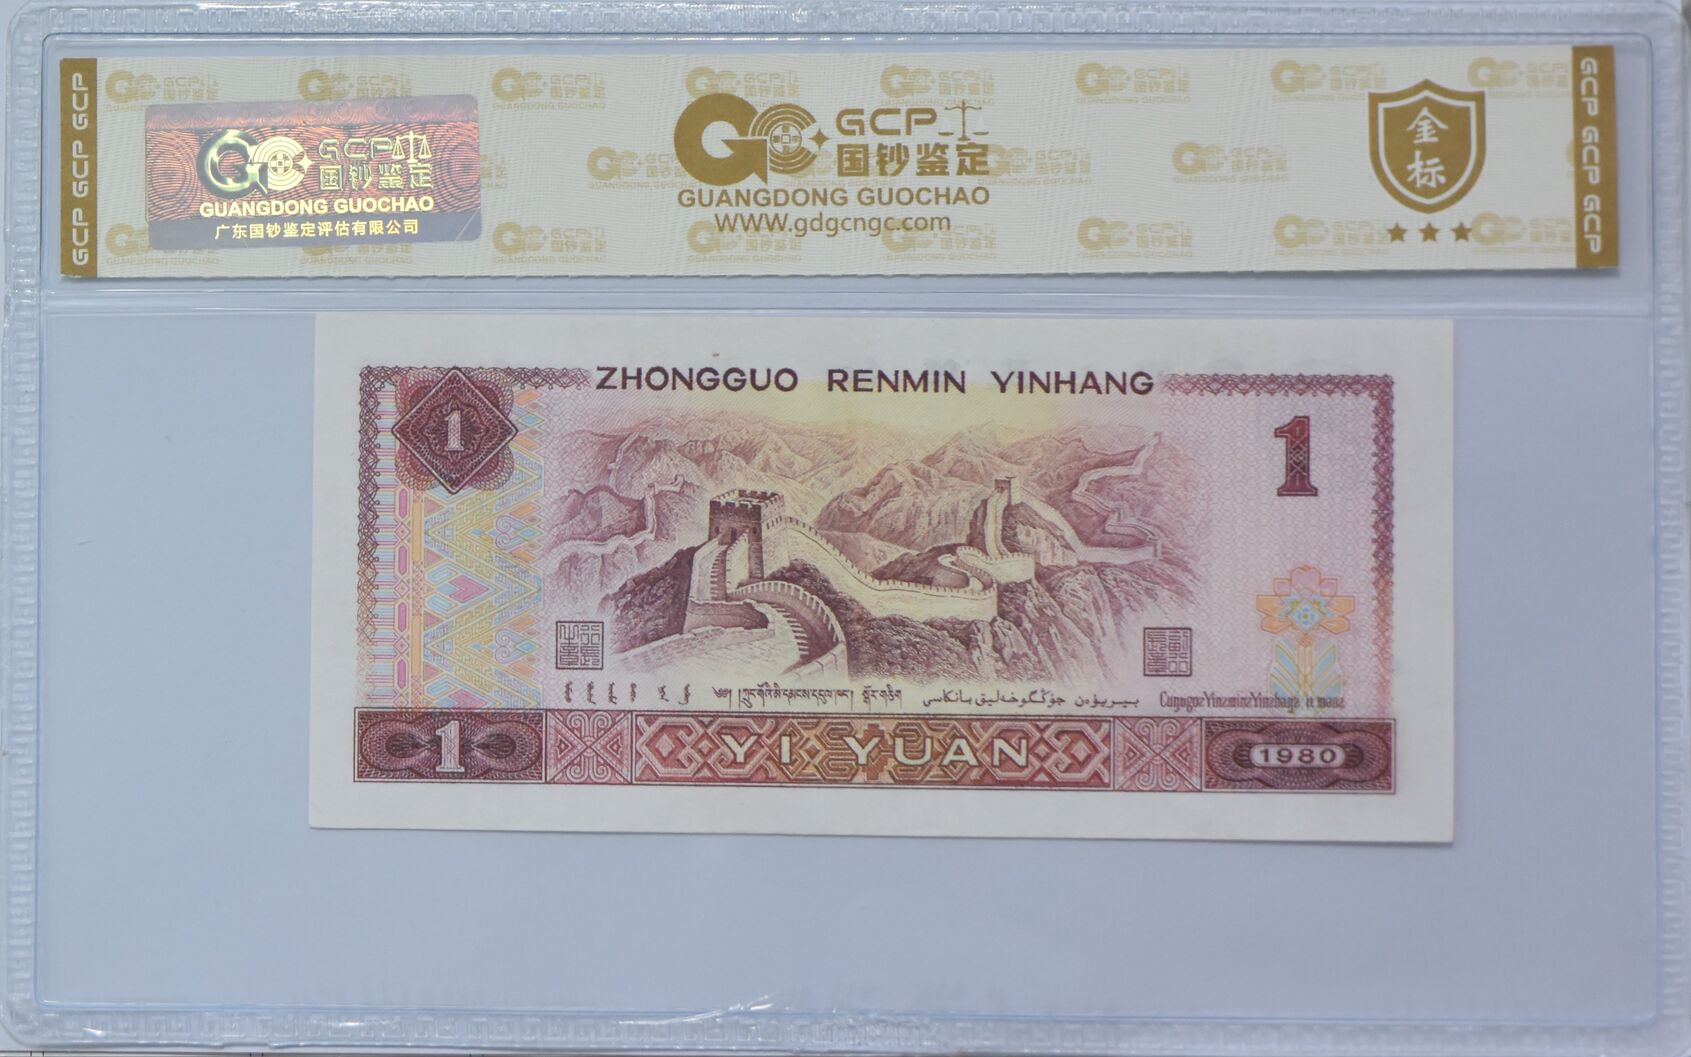 GCP GCP GCP
GCP
国钞鉴定
GUANGDONG GUOCHAO
广东国钞鉴定评估有限公司
GCP
国钞鉴定
GUANGDONG GUOCHAO
WWW.gdgcngc.com
金标
GCP GCP GCP
ZHONGGUO RENMIN YINHANG
1
1
1
YI YUAN
1980